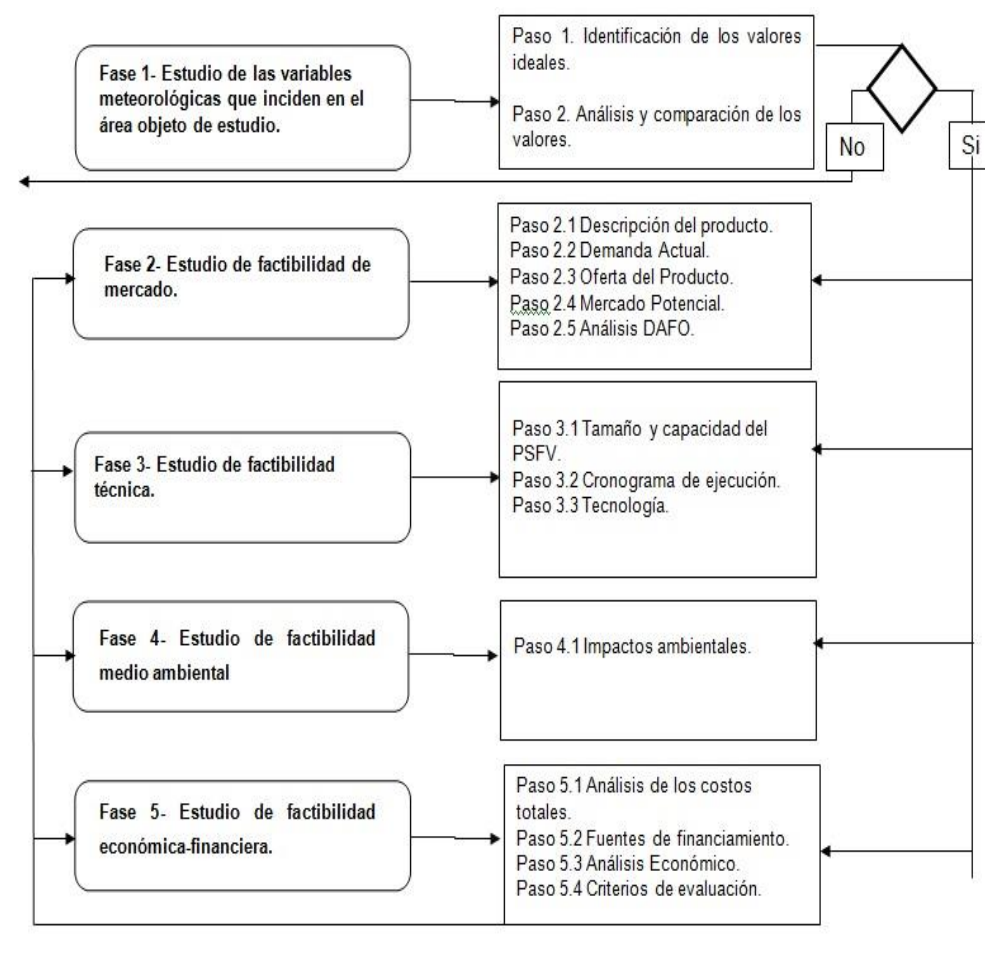 Fase 1- Estudio de las variables
meteorológicas que inciden en el
área objeto de estudio.
Paso 1. Identificación de los valores
ideales.
Paso 2. Análisis y comparación de los
valores.
No
Si
Fase 2- Estudio de factibilidad de
mercado.
Paso 2.1 Descripción del producto.
Paso 2.2 Demanda Actual.
Paso 2.3 Oferta del Producto.
Paso 2.4 Mercado Potencial.
Paso 2.5 Análisis DAFO.
Fase 3- Estudio de factibilidad
técnica.
Paso 3.1 Tamaño y capacidad del
PSFV.
Paso 3.2 Cronograma de ejecución.
Paso 3.3 Tecnología.
Fase 4- Estudio de factibilidad
medio ambiental
Paso 4.1 Impactos ambientales.
Fase 5- Estudio de factibilidad
económica-financiera.
Paso 5.1 Análisis de los costos
totales.
Paso 5.2 Fuentes de financiamiento.
Paso 5.3 Análisis Económico.
Paso 5.4 Criterios de evaluación.